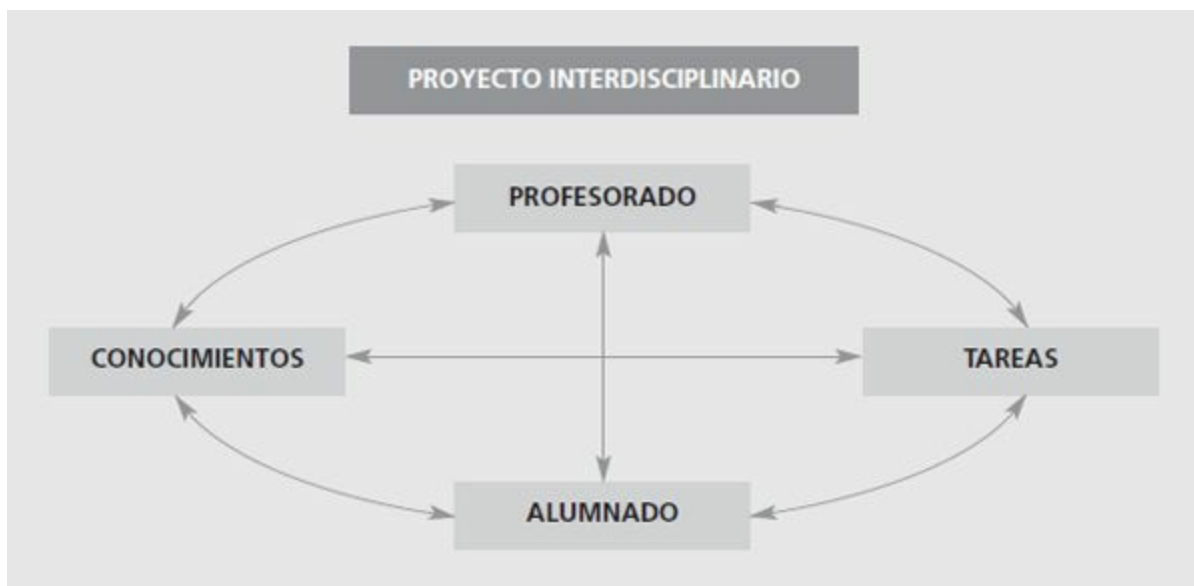 PROYECTO INTERDISCIPLINARIO
PROFESORADO
CONOCIMIENTOS
TAREAS
ALUMNADO